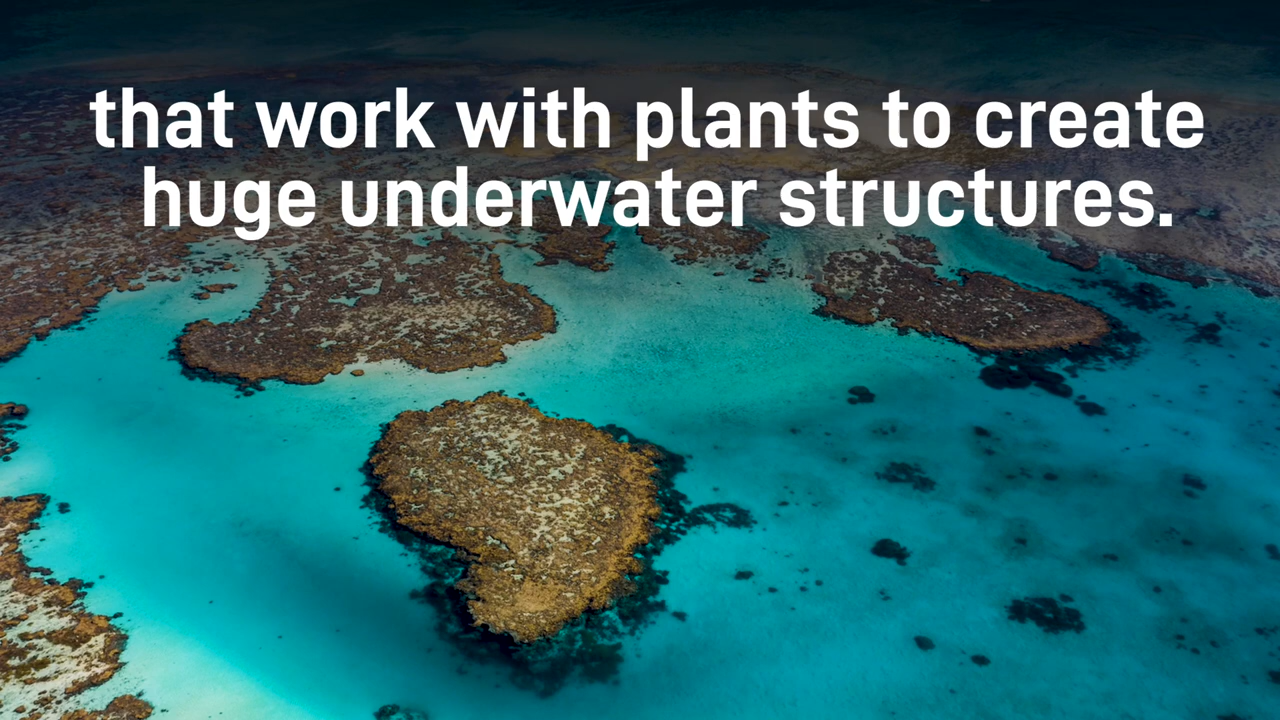 that work with plants to create
huge underwater structures.